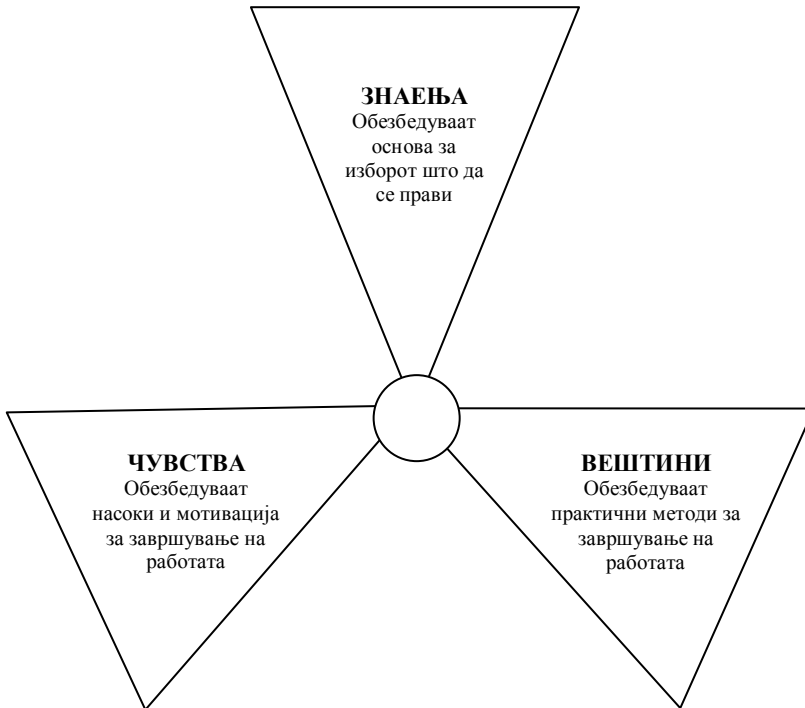 ЗНАЕЊА
Обезбедуваат
основа за
изборот што да
се прави
ЧУВСТВА
Обезбедуваат
насоки и мотивација
за завршување на
работата
ВЕШТИНИ
Обезбедуваат
практични методи за
завршување на
работата